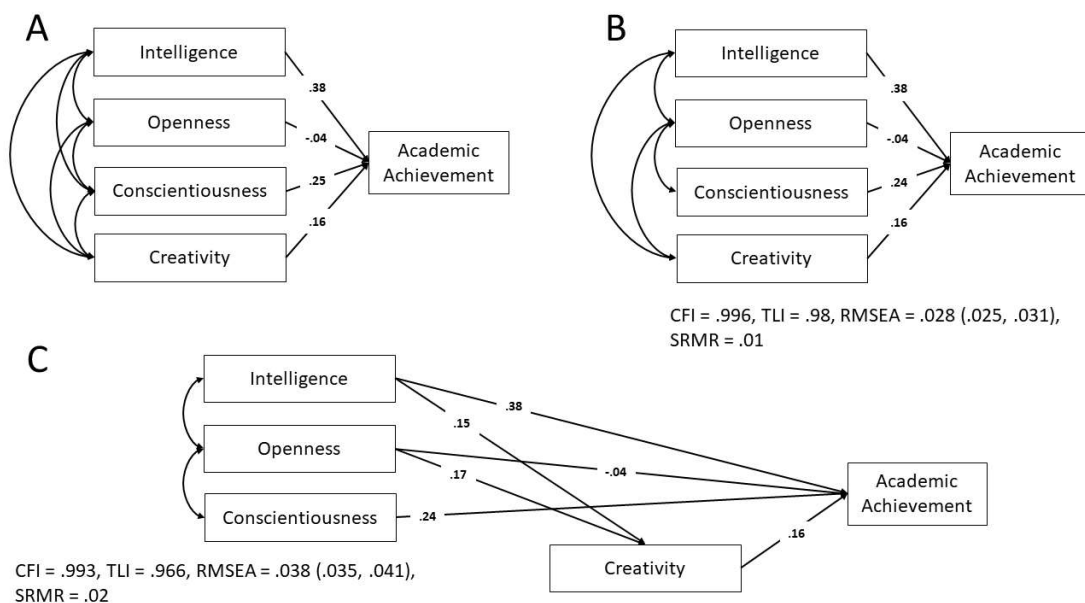 A
Intelligence
Openness
Conscientiousness
Creativity
.38
-.04
.25
.16
Academic
Achievement
B
Intelligence
Openness
Conscientiousness
Creativity
.38
-.04
.24
.16
Academic
Achievement
CFI = .996, TLI = .98, RMSEA = .028 (.025, .031),
SRMR = .01
C
Intelligence
Openness
Conscientiousness
.38
.15
-.04
.17
.24
.16
Creativity
Academic
Achievement
CFI = .993, TLI = .966, RMSEA = .038 (.035, .041),
SRMR = .02